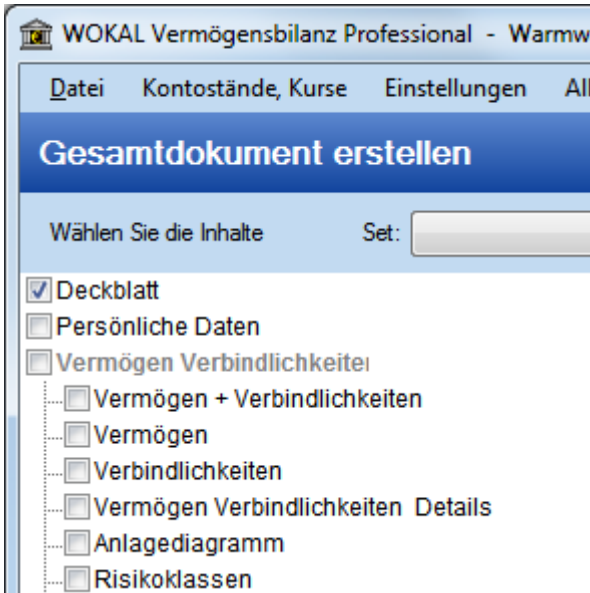 WOKAL Vermögensbilanz Professional - Warmw
Datei Kontostände, Kurse Einstellungen All
Gesamtdokument erstellen
Wählen Sie die Inhalte Set:
Deckblatt
Persönliche Daten
Vermögen Verbindlichkeiten
Vermögen + Verbindlichkeiten
Vermögen
Verbindlichkeiten
Vermögen Verbindlichkeiten Details
Anlagediagramm
Risikoklassen